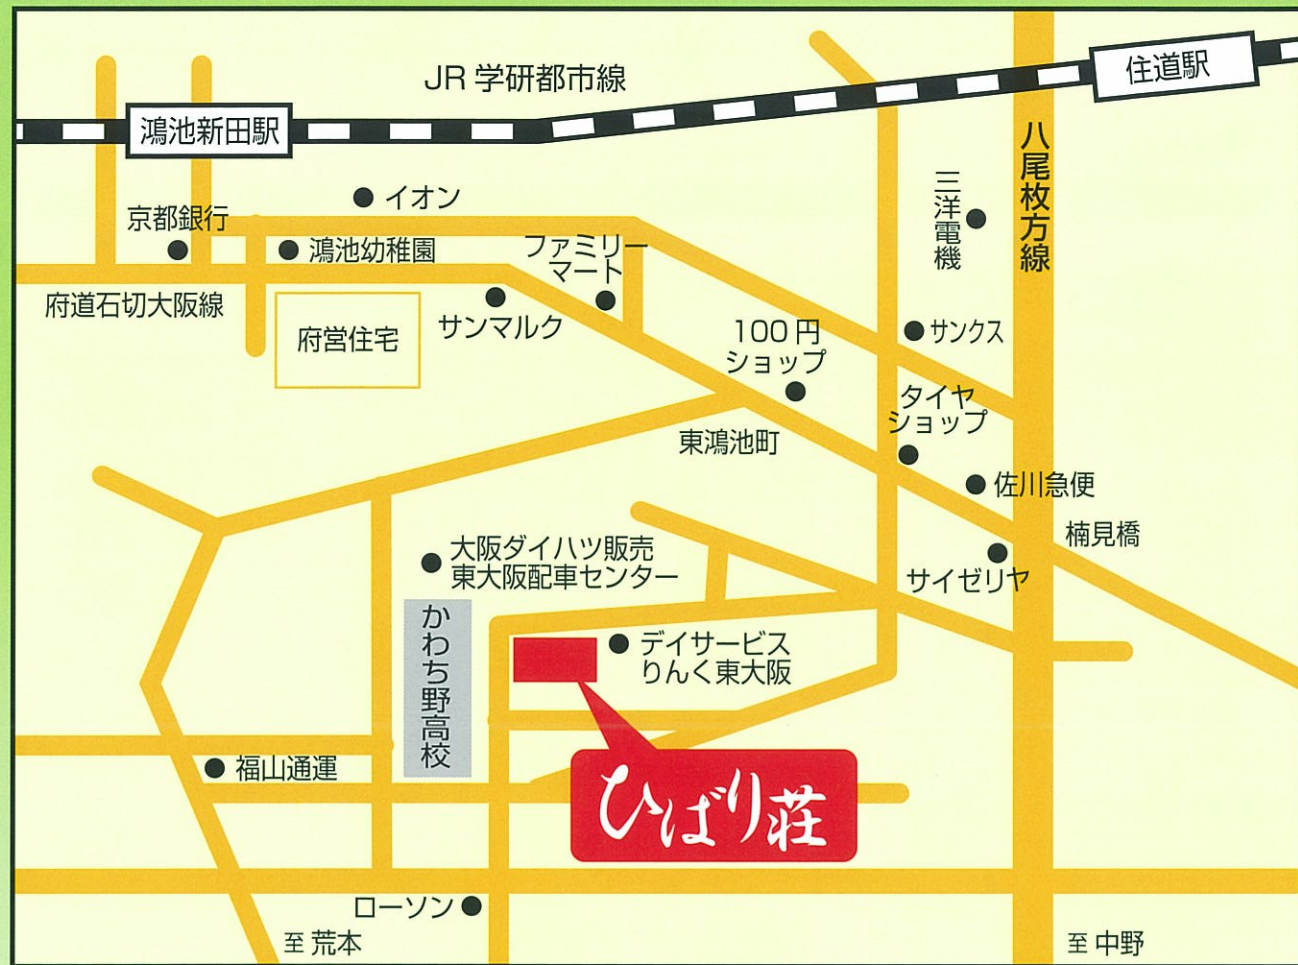 JR 学研都市線
住道駅
鴻池新田駅
八尾枚方線
三洋電機
イオン
京都銀行
鴻池幼稚園
ファミリー
マート
府道石切大阪線
サンマルク
府営住宅
100円
ショップ
サンクス
タイヤ
ショップ
東鴻池町
佐川急便
楠見橋
大阪ダイハツ販売
東大阪配車センター
サイゼリヤ
かわち野高校
デイサービス
りんく東大阪
福山通運
ひばり荘
ローソン
至 荒本
至 中野